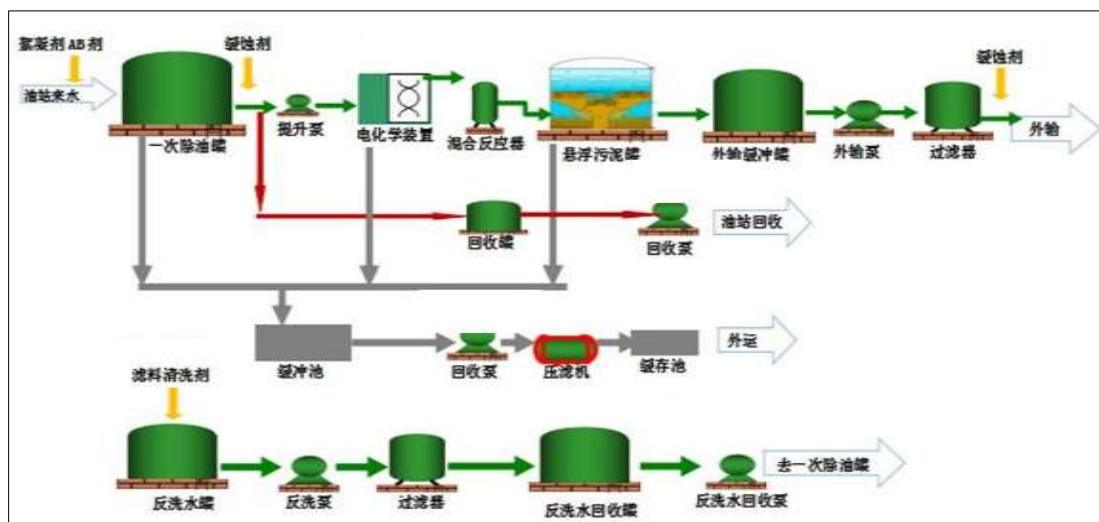 絮凝剂AB剂
缓蚀剂
缓蚀剂
油站来水
外输
一次除油罐
提升泵
电化学装置
混合反应器
悬浮污泥罐
外输缓冲罐
外输泵
过滤器
油站回收
回收罐
回收泵
外运
缓冲池
回收泵
压滤机
缓存池
滤料清洗剂
去一次除油罐
反洗水罐
反洗泵
过滤器
反洗水回收罐
反洗水回收泵